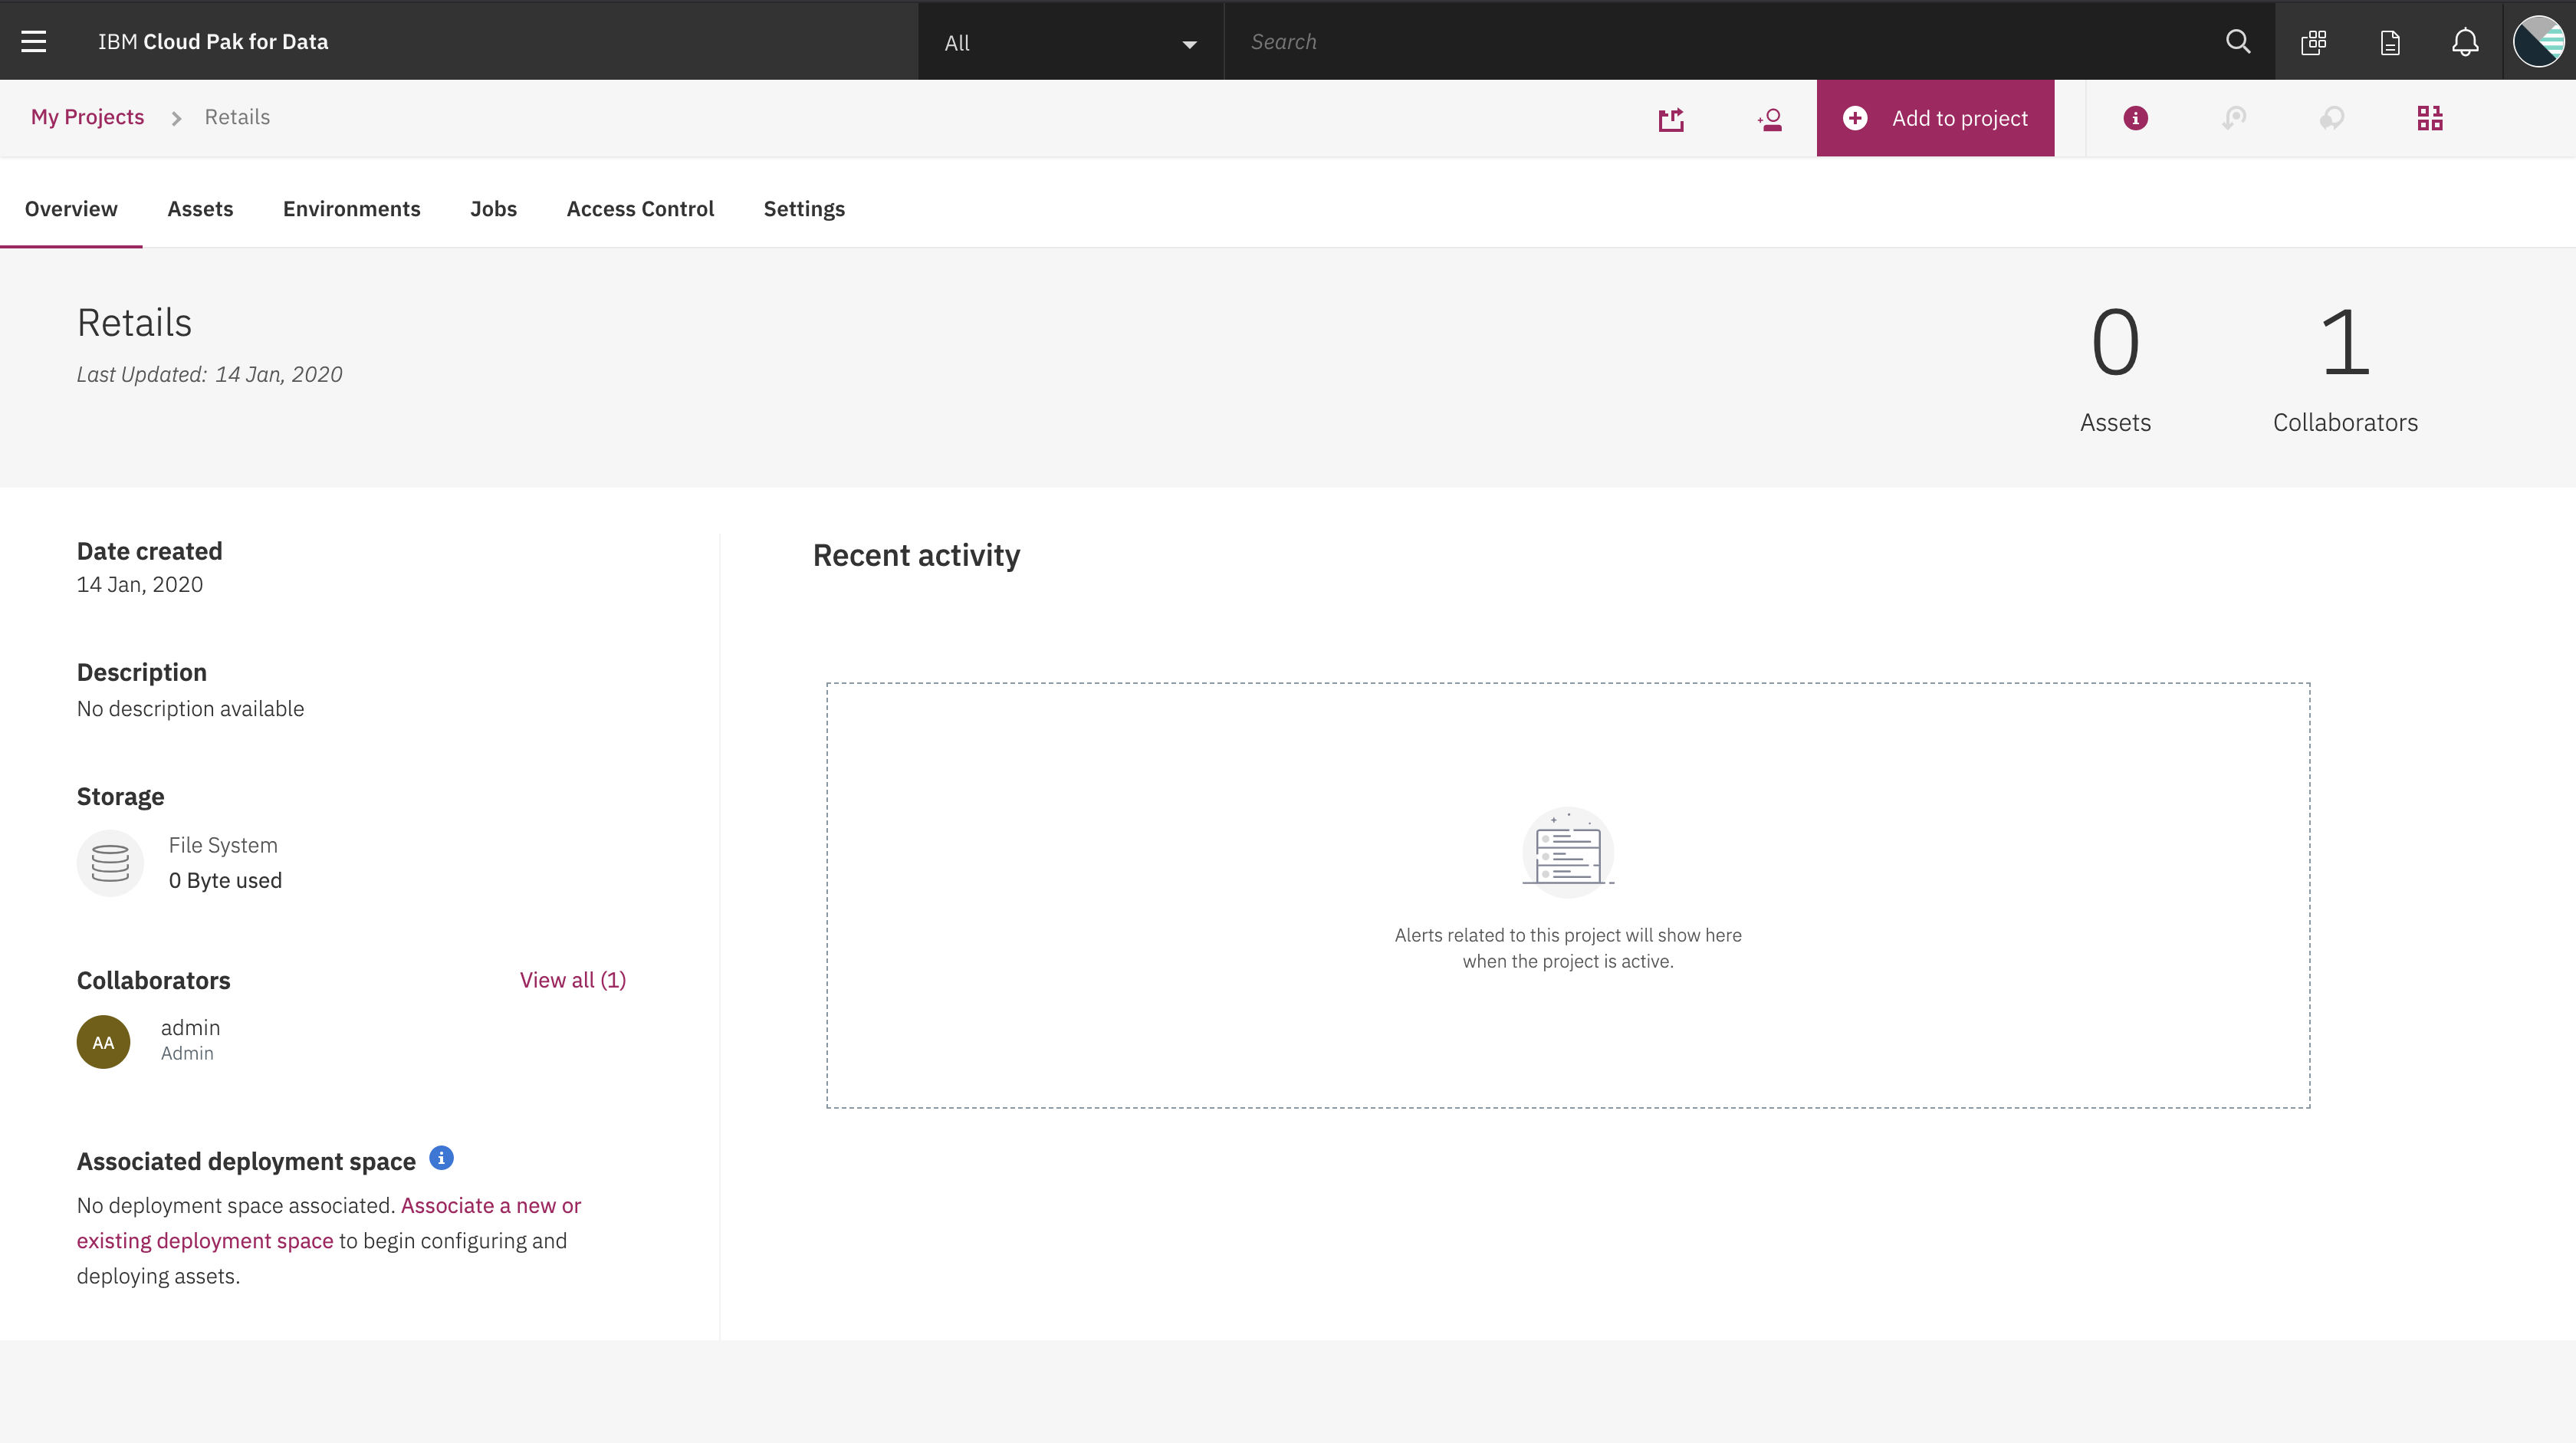 IBM Cloud Pak for Data
All
Search
My Projects
Retails
Add to project
Overview
Assets
Environments
Jobs
Access Control
Settings
Retails
Last Updated: 14 Jan, 2020
0
Assets
1
Collaborators
Date created
14 Jan, 2020
Description
No description available
Storage
File System
0 Byte used
Collaborators
View all (1)
AA
admin
Admin
Associated deployment space
No deployment space associated. Associate a new or
existing deployment space to begin configuring and
deploying assets.
Recent activity
Alerts related to this project will show here
when the project is active.